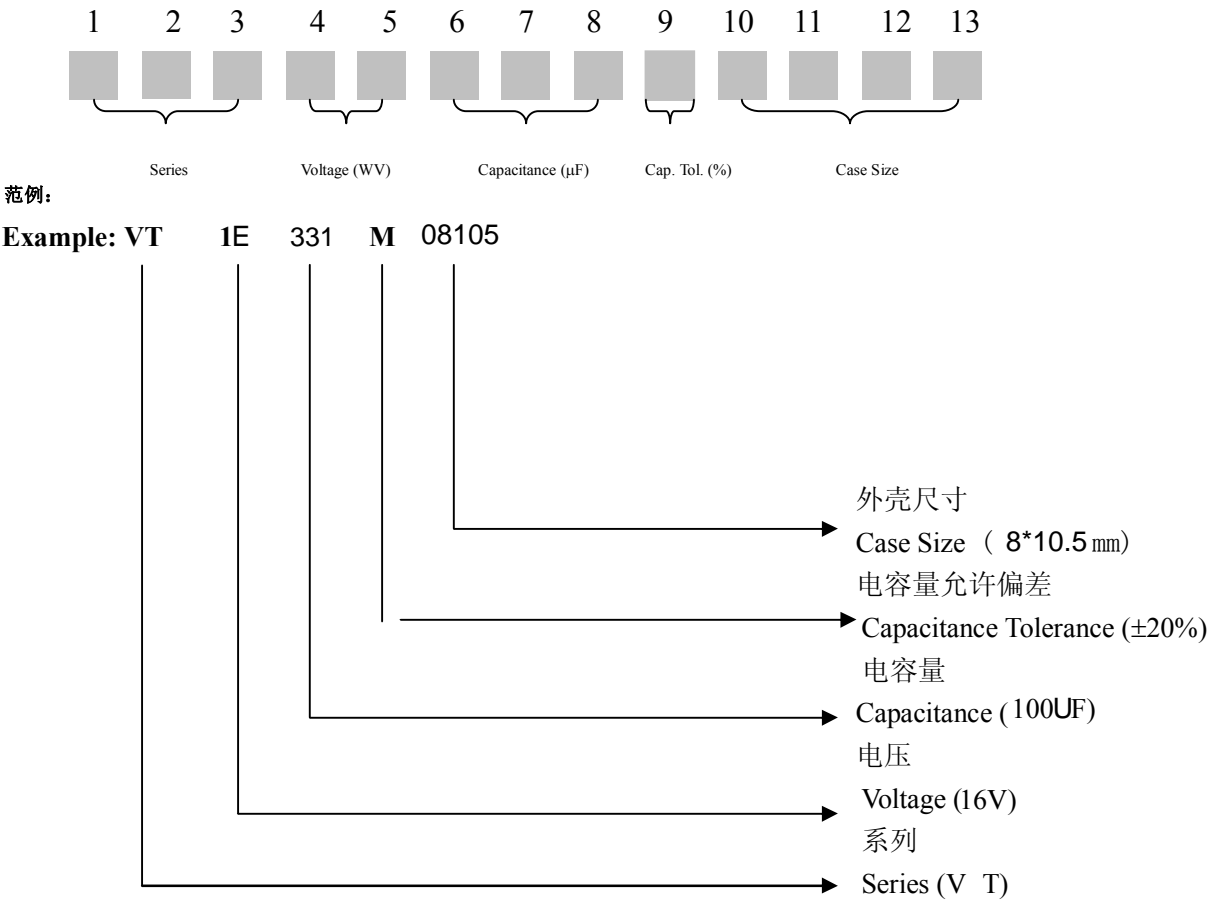 1 2 3 4 5 6 7 8 9 10 11 12 13
Series Voltage (WV) Capacitance (μF) Cap. Tol. (%) Case Size
范例：
Example: VT 1E 331 M 08105
外壳尺寸
Case Size （ 8*10.5㎜）
电容量允许偏差
Capacitance Tolerance (±20%)
电容量
Capacitance (100UF)
电压
Voltage (16V)
系列
Series (V T)